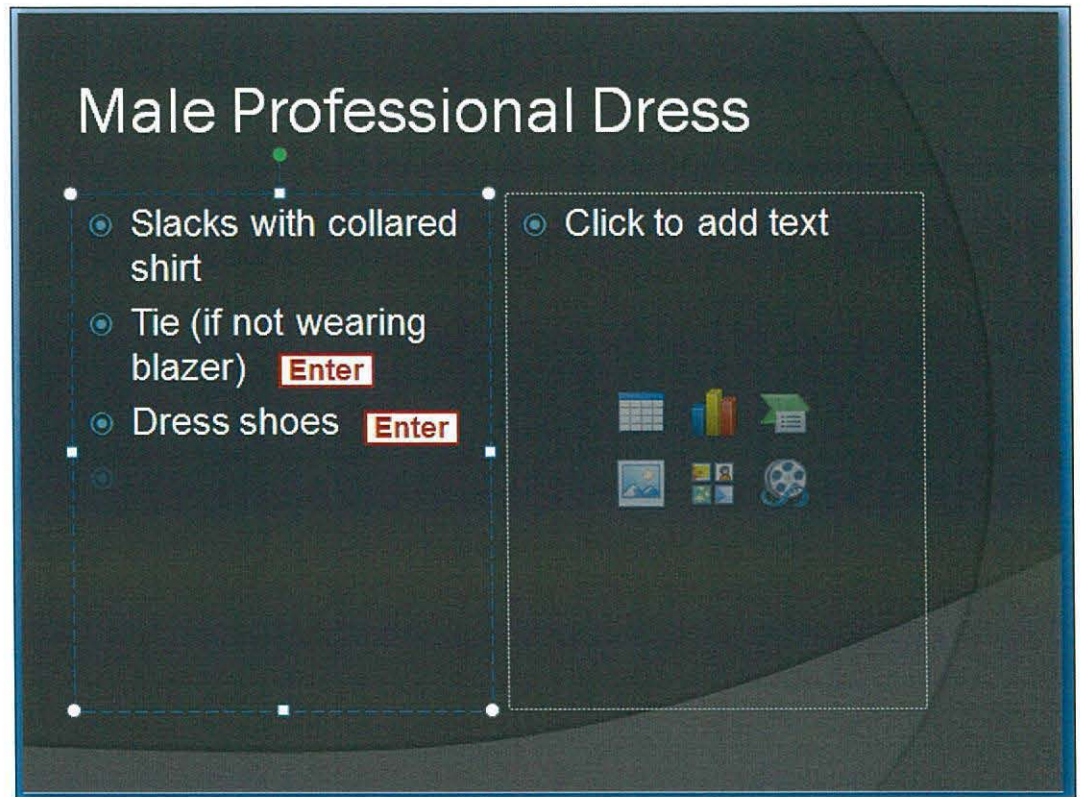 Male Professional Dress
Slacks with collared
shirt
Tie (if not wearing
blazer) Enter
Dress shoes Enter
Click to add text